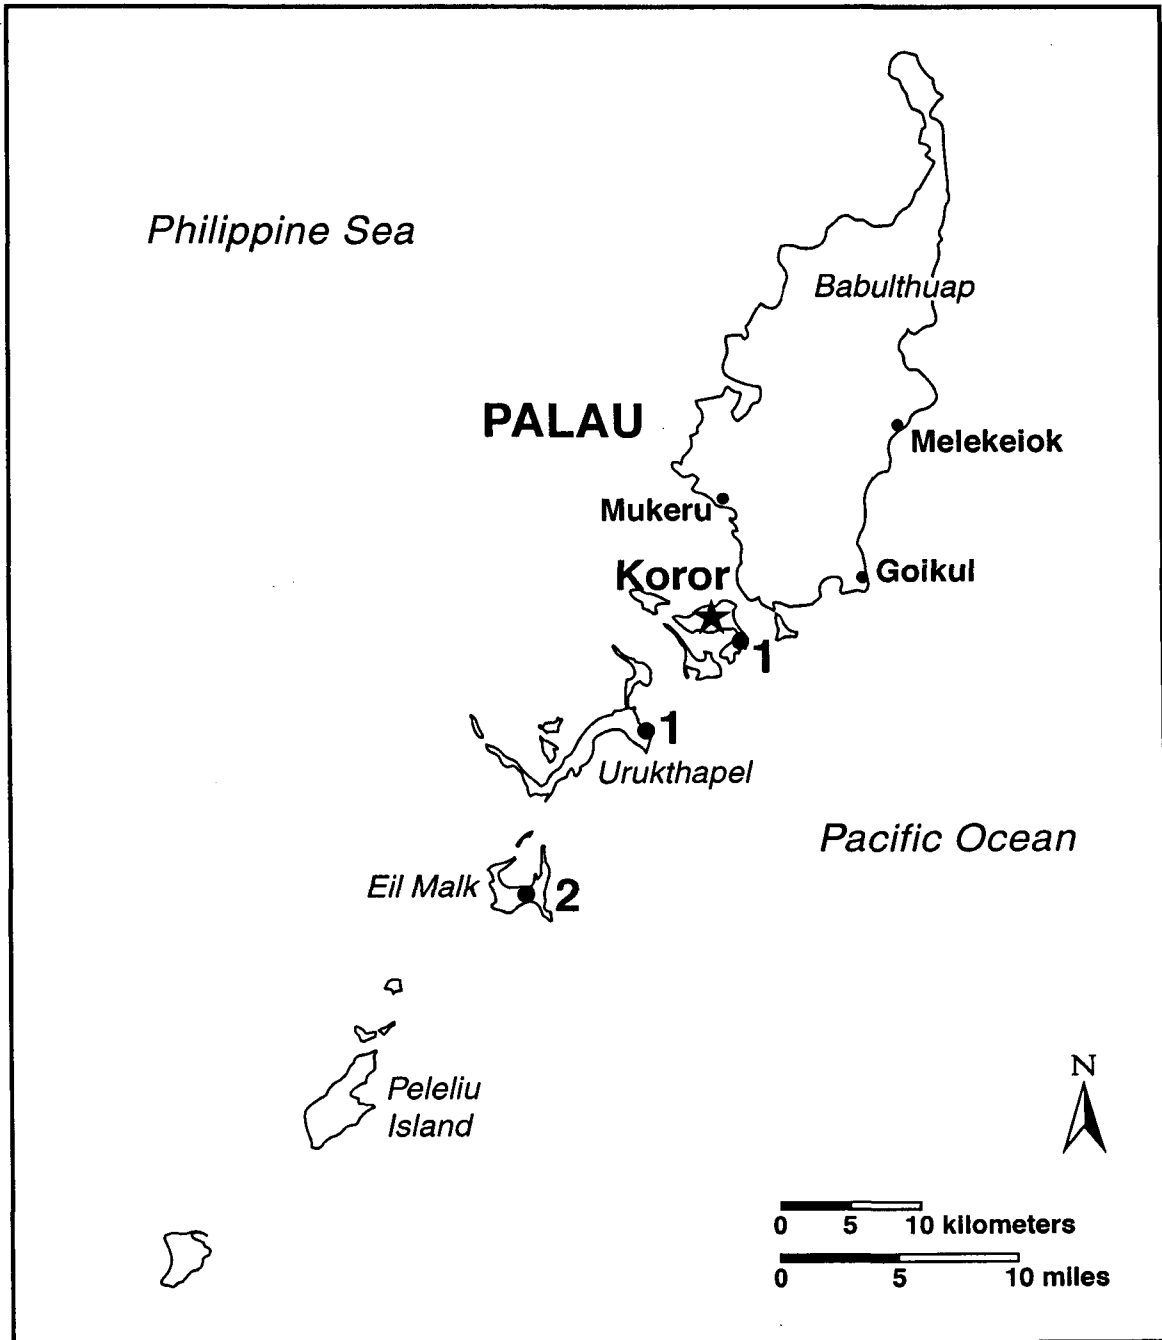 Philippine Sea
Babulthuap
PALAU
Melekeiok
Mukeru
Koror
Goikul
1
1
Urukthapel
Pacific Ocean
Eil Malk
2
Peleliu
Island
N
0 5 10 kilometers
0 5 10 miles